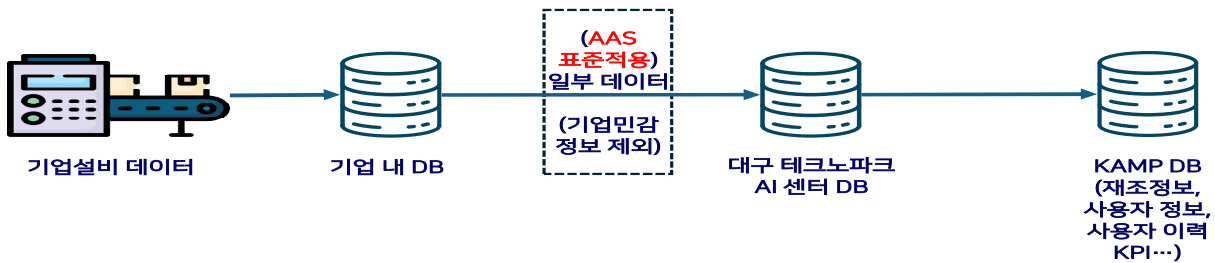 (AAS
표준적용)
일부 데이터
(기업민감
정보 제외)
기업설비 데이터
기업 내 DB
대구 테크노파크
AI 센터 DB
KAMP DB
(재조정보,
사용자 정보,
사용자 이력
KPI…)